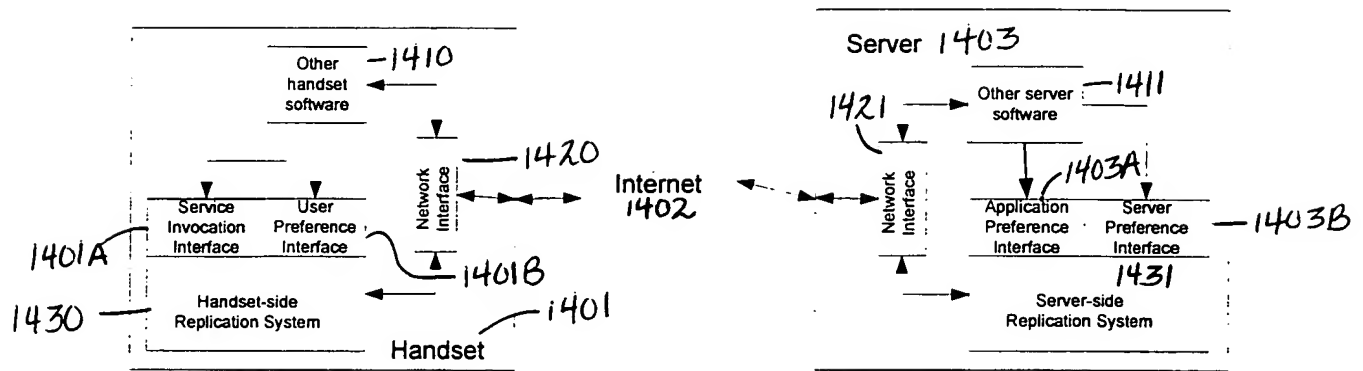 Other
handset
software
1410
Service
Invocation
Interface
User
Preference
Interface
Network
Interface
1420
1401A
1401B
1430
Handset-side
Replication System
Handset
1401
Internet
1402
Server 1403
Other server
software
1411
1421
Network
Interface
1403A
Application
Preference
Interface
Server
Preference
Interface
1403B
1431
Server-side
Replication System